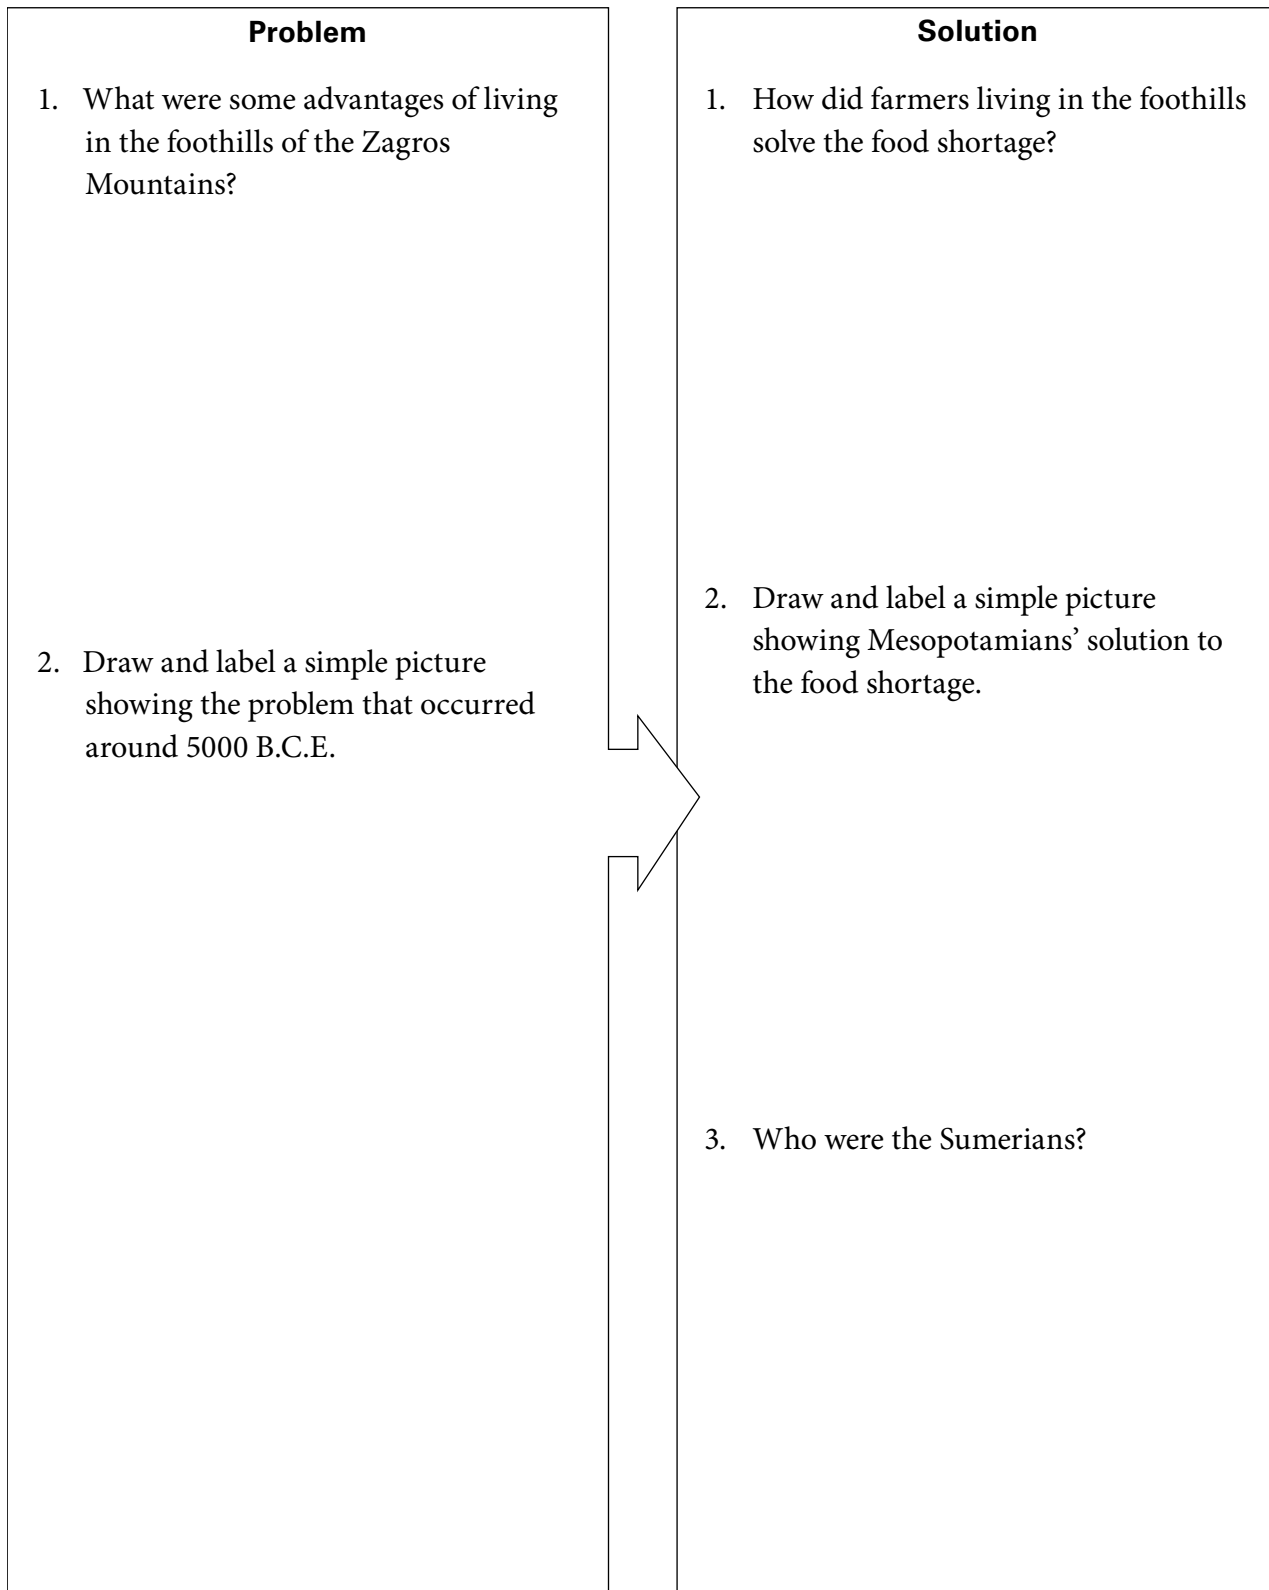 Problem
1. What were some advantages of living
in the foothills of the Zagros
Mountains?
2. Draw and label a simple picture
showing the problem that occurred
around 5000 B.C.E.
Solution
1. How did farmers living in the foothills
solve the food shortage?
2. Draw and label a simple picture
showing Mesopotamians’ solution to
the food shortage.
3. Who were the Sumerians?